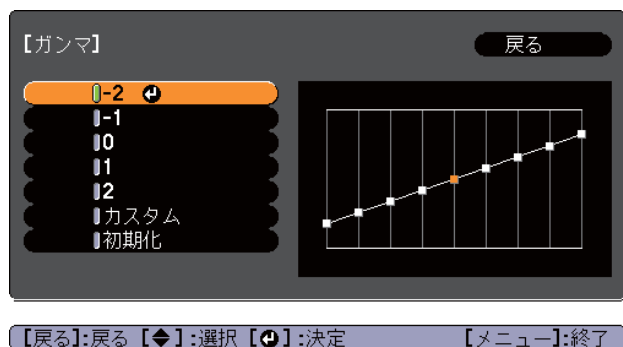 【ガンマ】
戻る
-2
-1
0
1
2
カスタム
初期化
【戻る】:戻る 【◆】:選択 【⏎】:決定 【メニュー】:終了